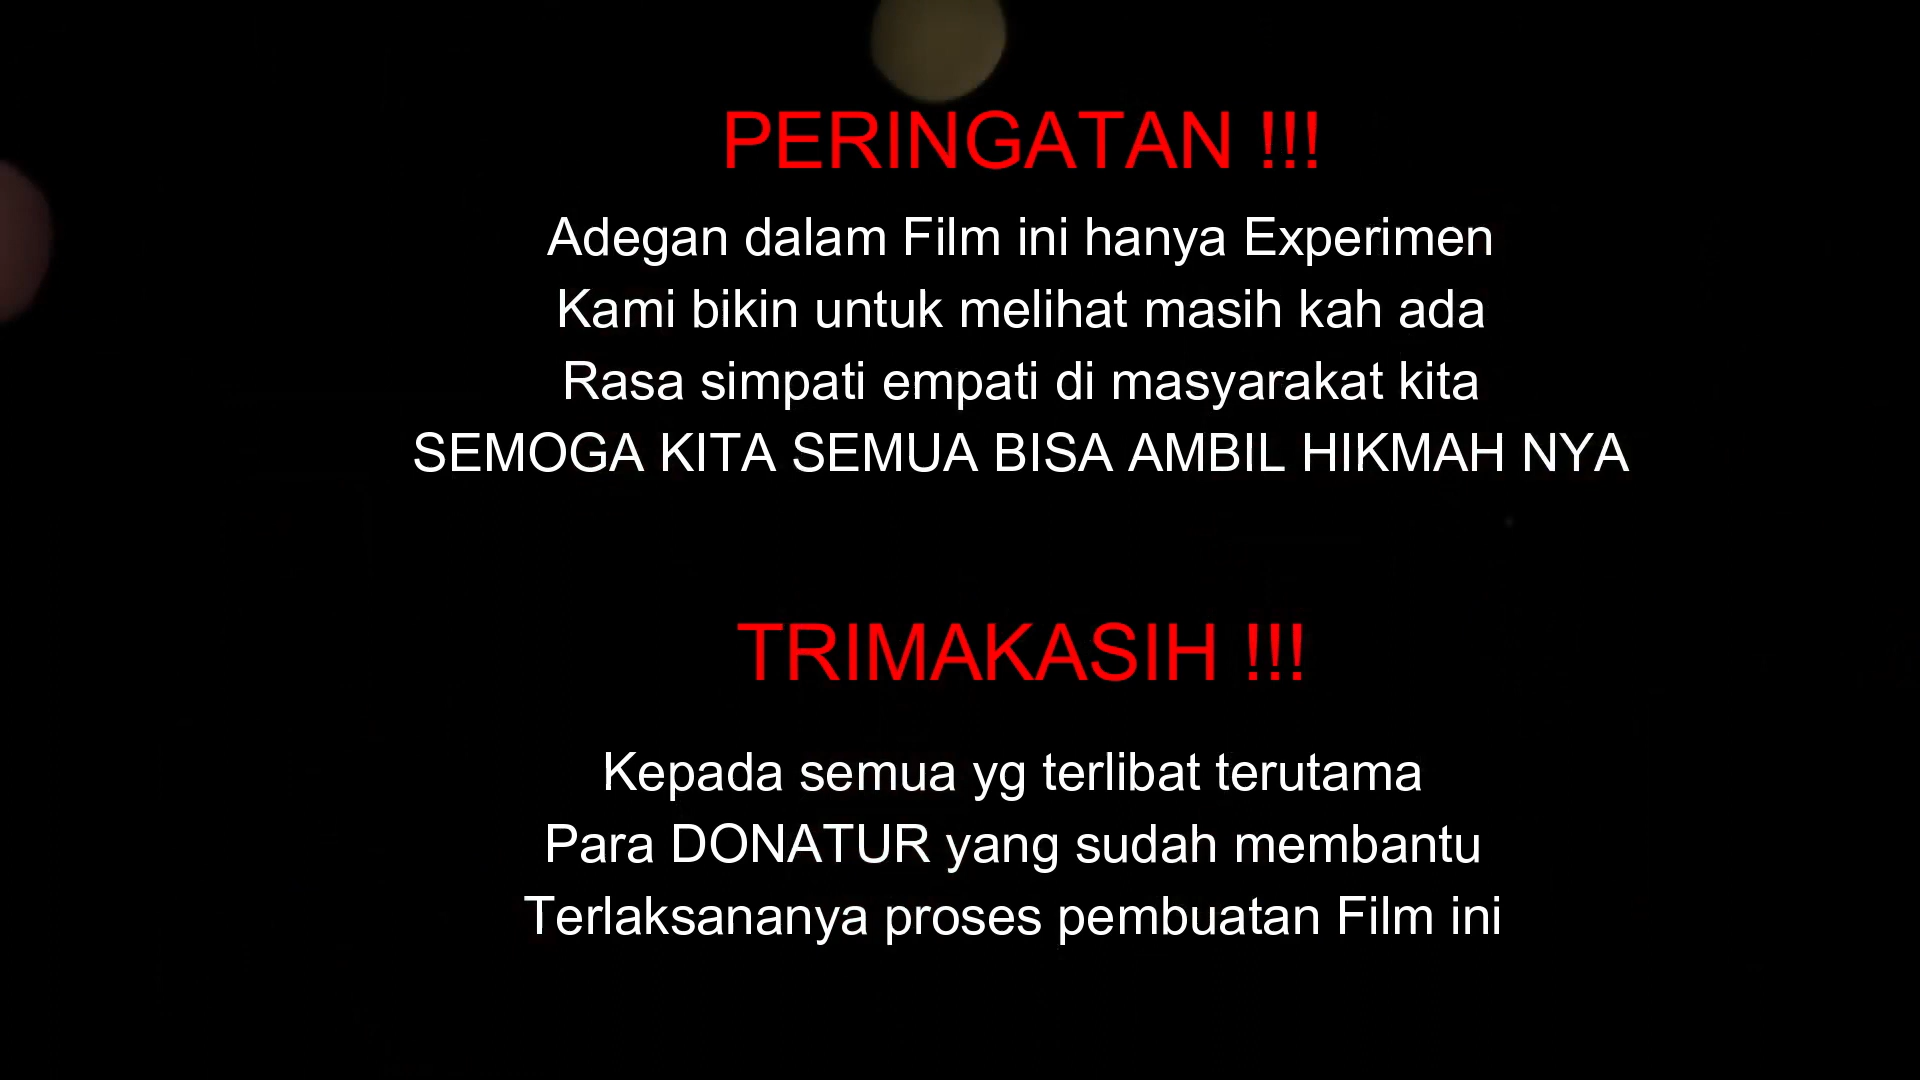 PERINGATAN !!!
Adegan dalam Film ini hanya Experimen
Kami bikin untuk melihat masih kah ada
Rasa simpati empati di masyarakat kita
SEMOGA KITA SEMUA BISA AMBIL HIKMAH NYA
TRIMAKASIH !!!
Kepada semua yg terlibat terutama
Para DONATUR yang sudah membantu
Terlaksananya proses pembuatan Film ini